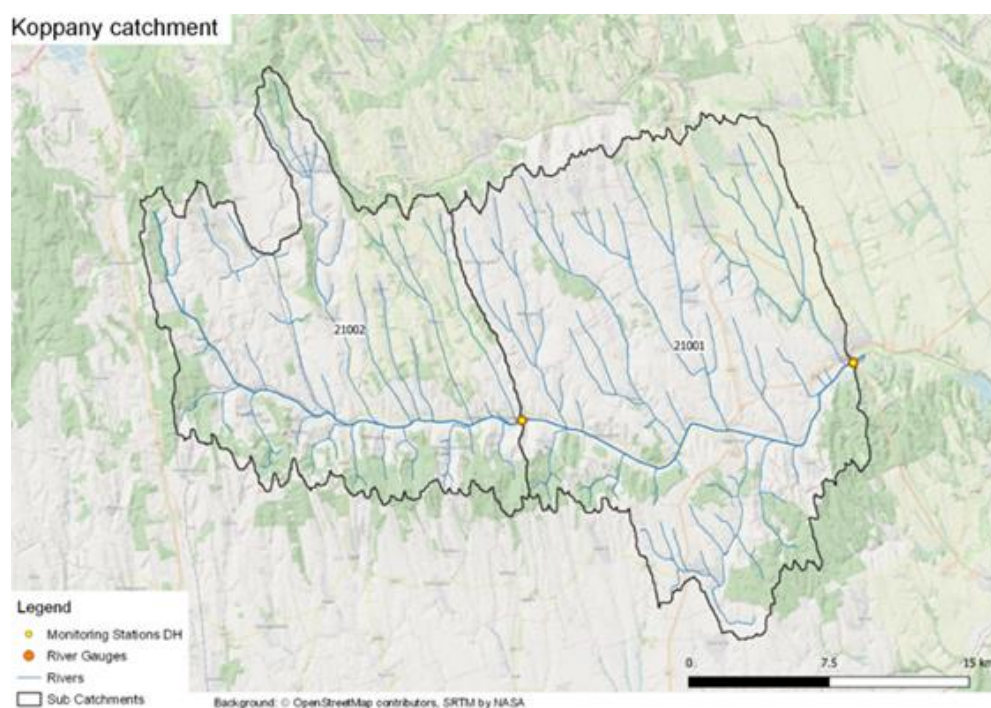 Koppany catchment
21002
21001
Legend
Monitoring Stations DH
River Gauges
Rivers
Sub Catchments
0 7.5 15 km
Background: © OpenStreetMap contributors, SRTM by NASA